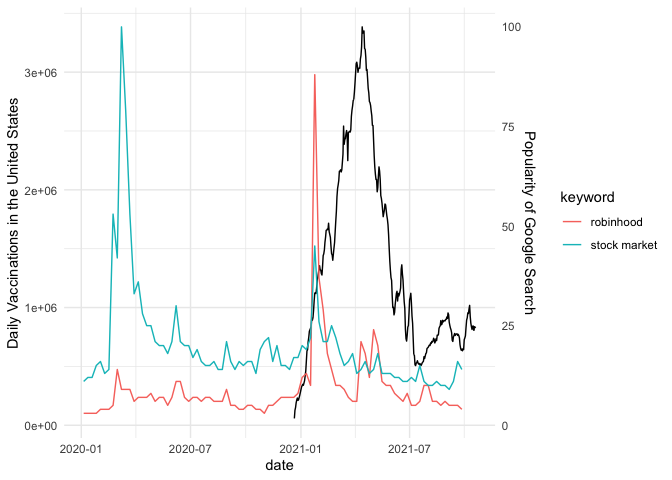 Daily Vaccinations in the United States
3e+06
2e+06
1e+06
0e+00
100
75
50
25
0
Popularity of Google Search
2020-01
2020-07
2021-01
2021-07
date
keyword
robinhood
stock market